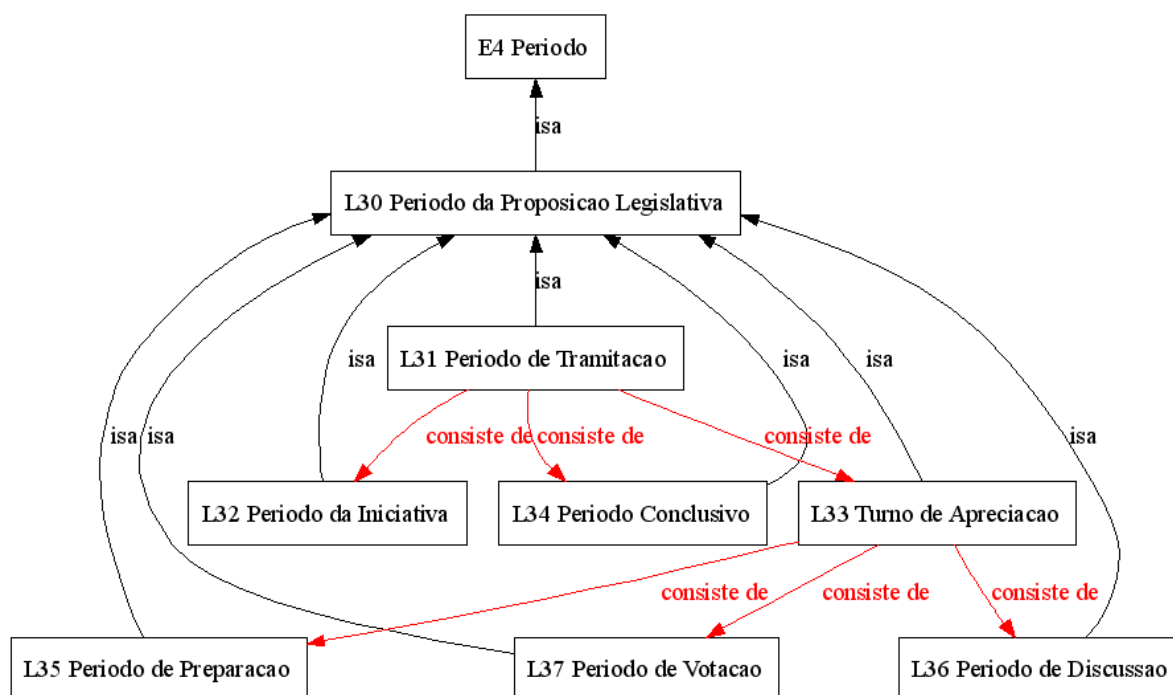 E4 Periodo
isa
L30 Periodo da Proposicao Legislativa
isa
L31 Periodo de Tramitacao
isa
isa
isa
consiste de
consiste de
consiste de
isa
isa
isa
L32 Periodo da Iniciativa
L34 Periodo Conclusivo
L33 Turno de Apreciacao
consiste de
consiste de
consiste de
L35 Periodo de Preparacao
L37 Periodo de Votacao
L36 Periodo de Discussao